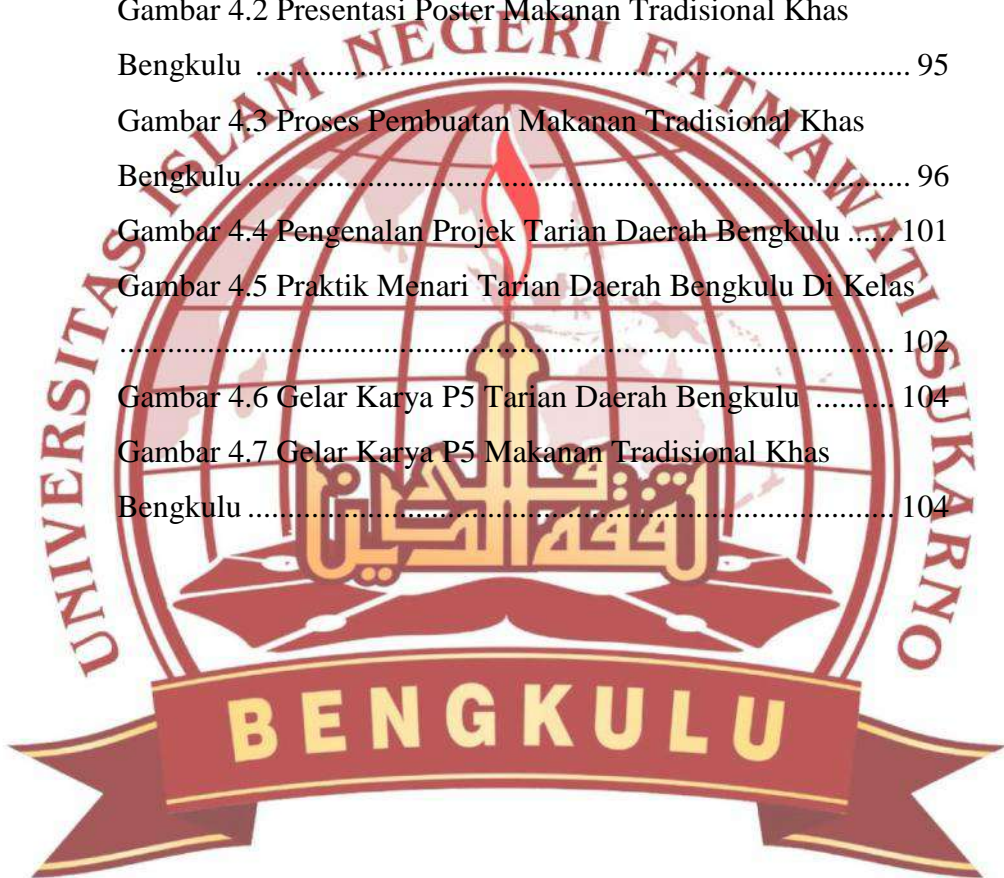 Gambar 4.2 Presentasi Poster Makanan Tradisional Khas
Bengkulu ................................................................................. 95
Gambar 4.3 Proses Pembuatan Makanan Tradisional Khas
Bengkulu .................................................................................. 96
Gambar 4.4 Pengenalan Projek Tarian Daerah Bengkulu ...... 101
Gambar 4.5 Praktik Menari Tarian Daerah Bengkulu Di Kelas
................................................................................................ 102
Gambar 4.6 Gelar Karya P5 Tarian Daerah Bengkulu .......... 104
Gambar 4.7 Gelar Karya P5 Makanan Tradisional Khas
Bengkulu ................................................................................ 104
UNIVERSITAS ISLAM NEGERI FATMAWATI SUKARNO
BENGKULU